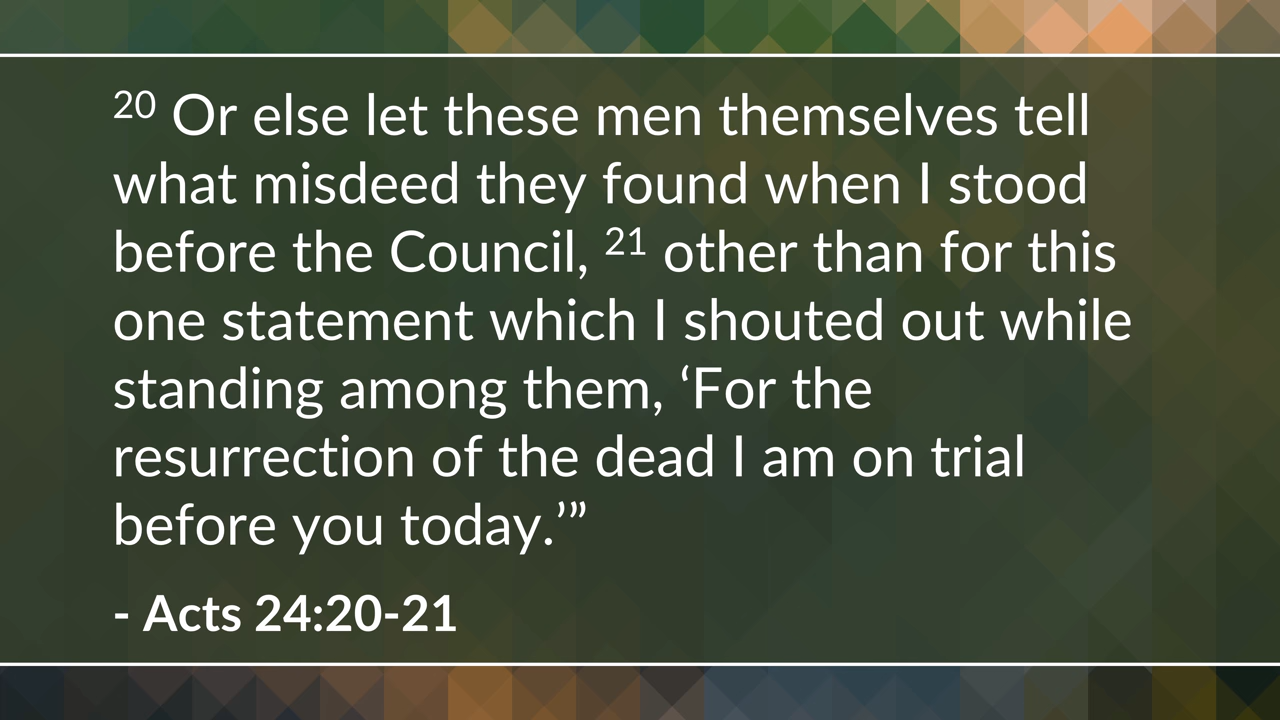 20 Or else let these men themselves tell
what misdeed they found when I stood
before the Council, 21 other than for this
one statement which I shouted out while
standing among them, ‘For the
resurrection of the dead I am on trial
before you today.’”
- Acts 24:20-21